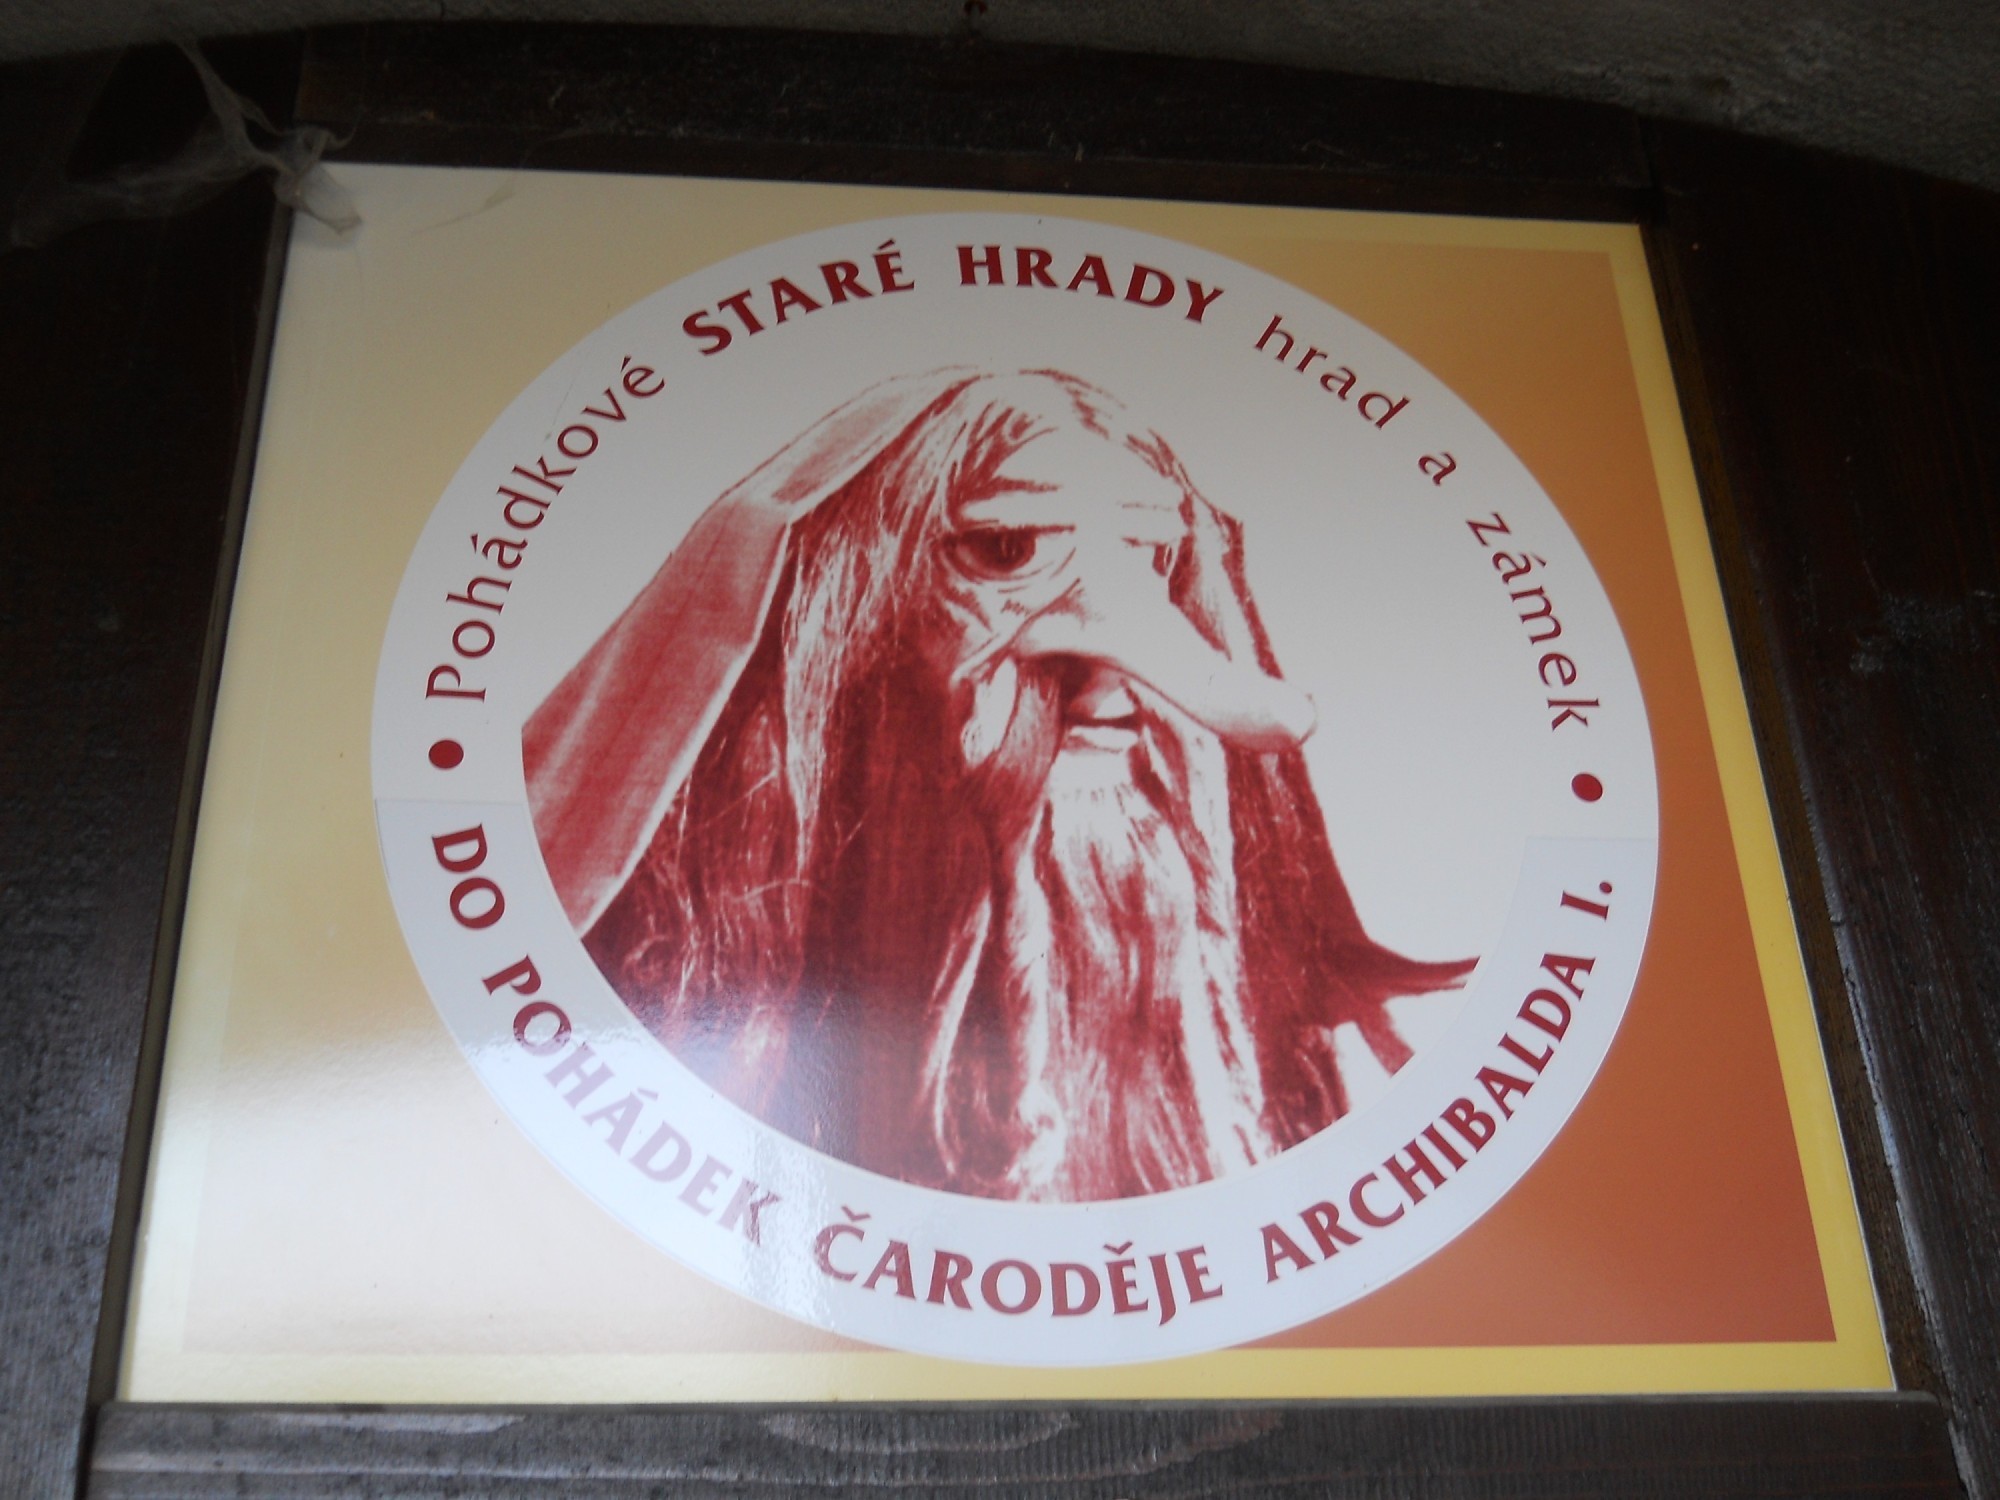 • Pohádkové STARÉ HRADY hrad a zámek •
DO POHÁDEK ČARODĚJE ARCHIBALDA I.